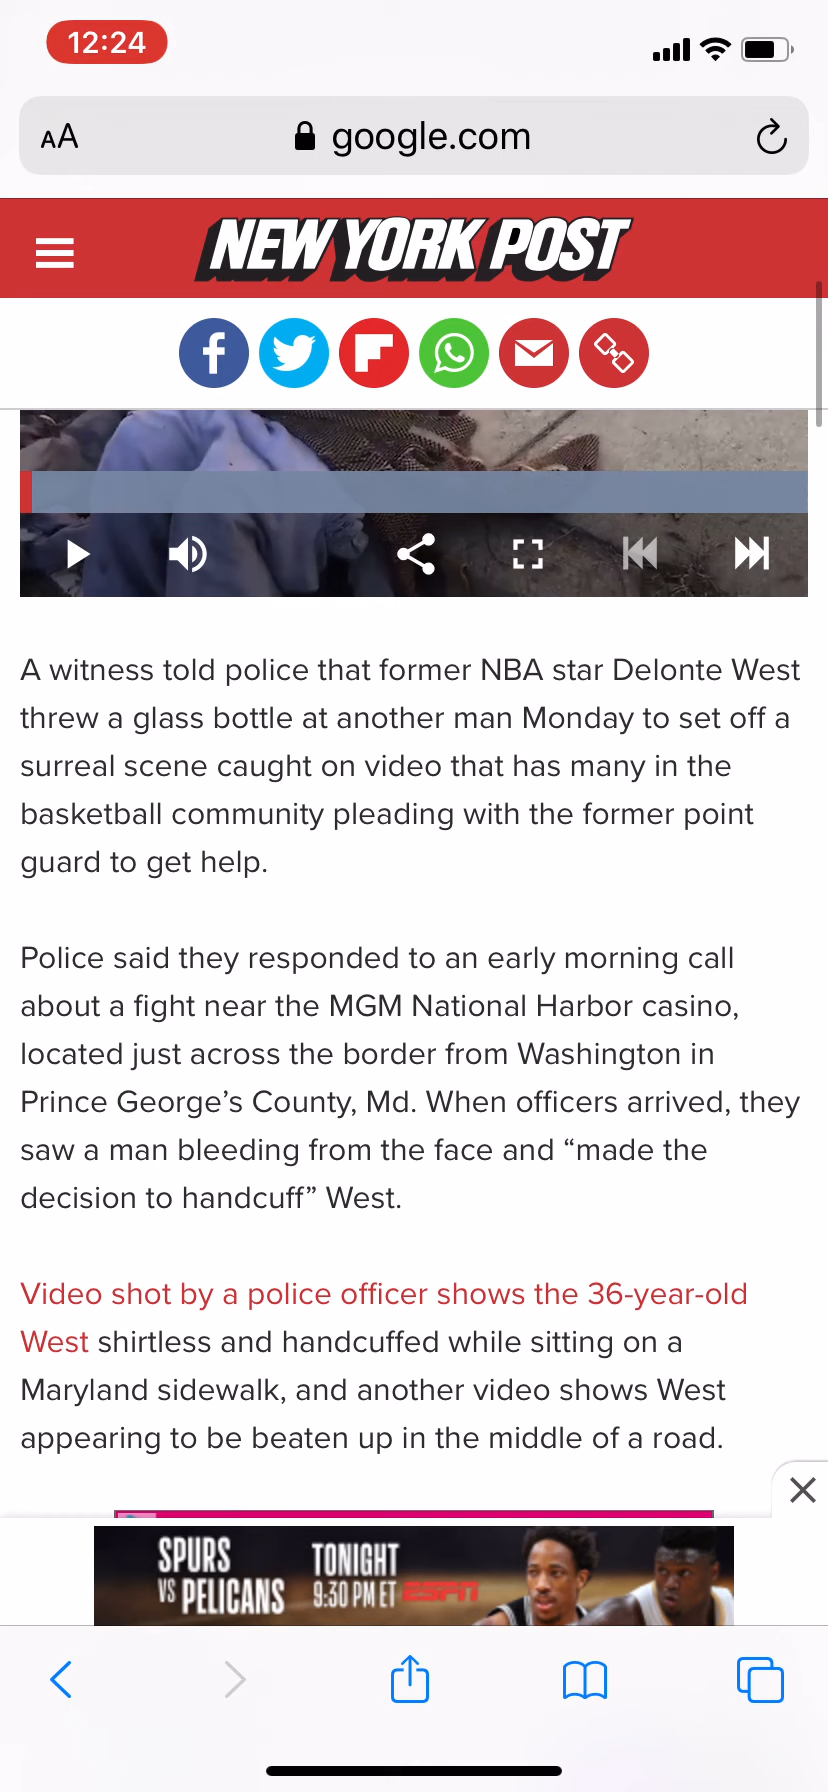 12:24
AA google.com
NEW YORK POST
A witness told police that former NBA star Delonte West
threw a glass bottle at another man Monday to set off a
surreal scene caught on video that has many in the
basketball community pleading with the former point
guard to get help.
Police said they responded to an early morning call
about a fight near the MGM National Harbor casino,
located just across the border from Washington in
Prince George’s County, Md. When officers arrived, they
saw a man bleeding from the face and “made the
decision to handcuff” West.
Video shot by a police officer shows the 36-year-old
West shirtless and handcuffed while sitting on a
Maryland sidewalk, and another video shows West
appearing to be beaten up in the middle of a road.
SPURS
VS PELICANS
TONIGHT
9:30 PM ET ESPN